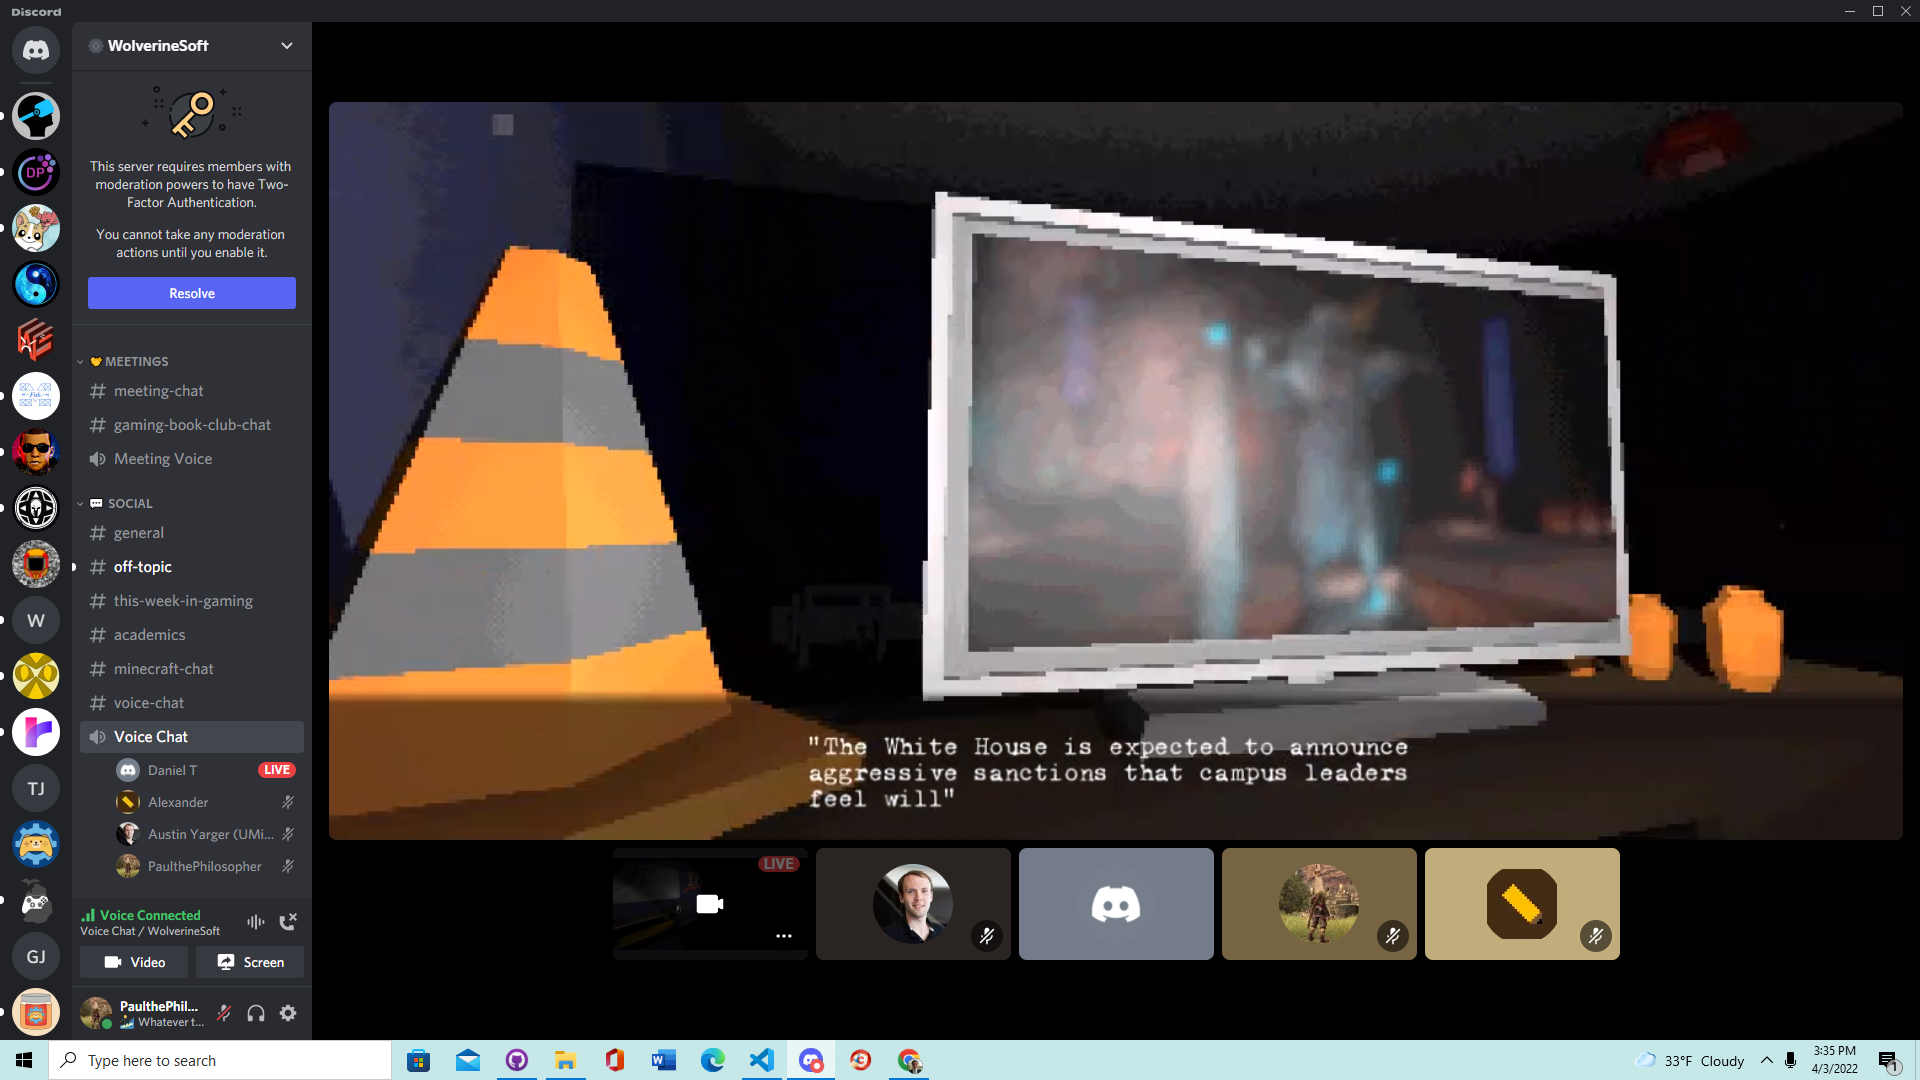 Discord
WolverineSoft
This server requires members with
moderation powers to have Two-
Factor Authentication.
You cannot take any moderation
actions until you enable it.
Resolve
MEETINGS
meeting-chat
gaming-book-club-chat
Meeting Voice
SOCIAL
general
off-topic
this-week-in-gaming
academics
minecraft-chat
voice-chat
Voice Chat
Daniel T LIVE
Alexander
Austin Yarger (UMi...
PaulthePhilosopher
Voice Connected
Voice Chat / WolverineSoft
Video Screen
PaulthePhil...
Whatever t...
DP
W
TJ
GJ
"The White House is expected to announce
aggressive sanctions that campus leaders
feel will"
LIVE
Type here to search
33°F Cloudy
3:35 PM
4/3/2022
1